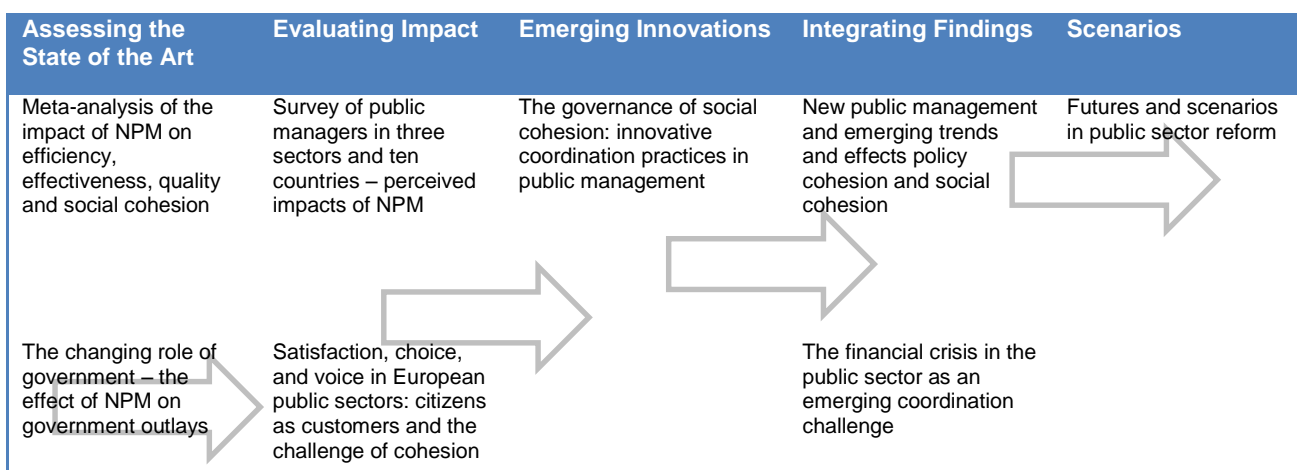 Assessing the
State of the Art
Evaluating Impact
Emerging Innovations
Integrating Findings
Scenarios
Meta-analysis of the
impact of NPM on
efficiency,
effectiveness, quality
and social cohesion
Survey of public
managers in three
sectors and ten
countries – perceived
impacts of NPM
The governance of social
cohesion: innovative
coordination practices in
public management
New public management
and emerging trends
and effects policy
cohesion and social
cohesion
Futures and scenarios
in public sector reform
The changing role of
government – the
effect of NPM on
government outlays
Satisfaction, choice,
and voice in European
public sectors: citizens
as customers and the
challenge of cohesion
The financial crisis in the
public sector as an
emerging coordination
challenge